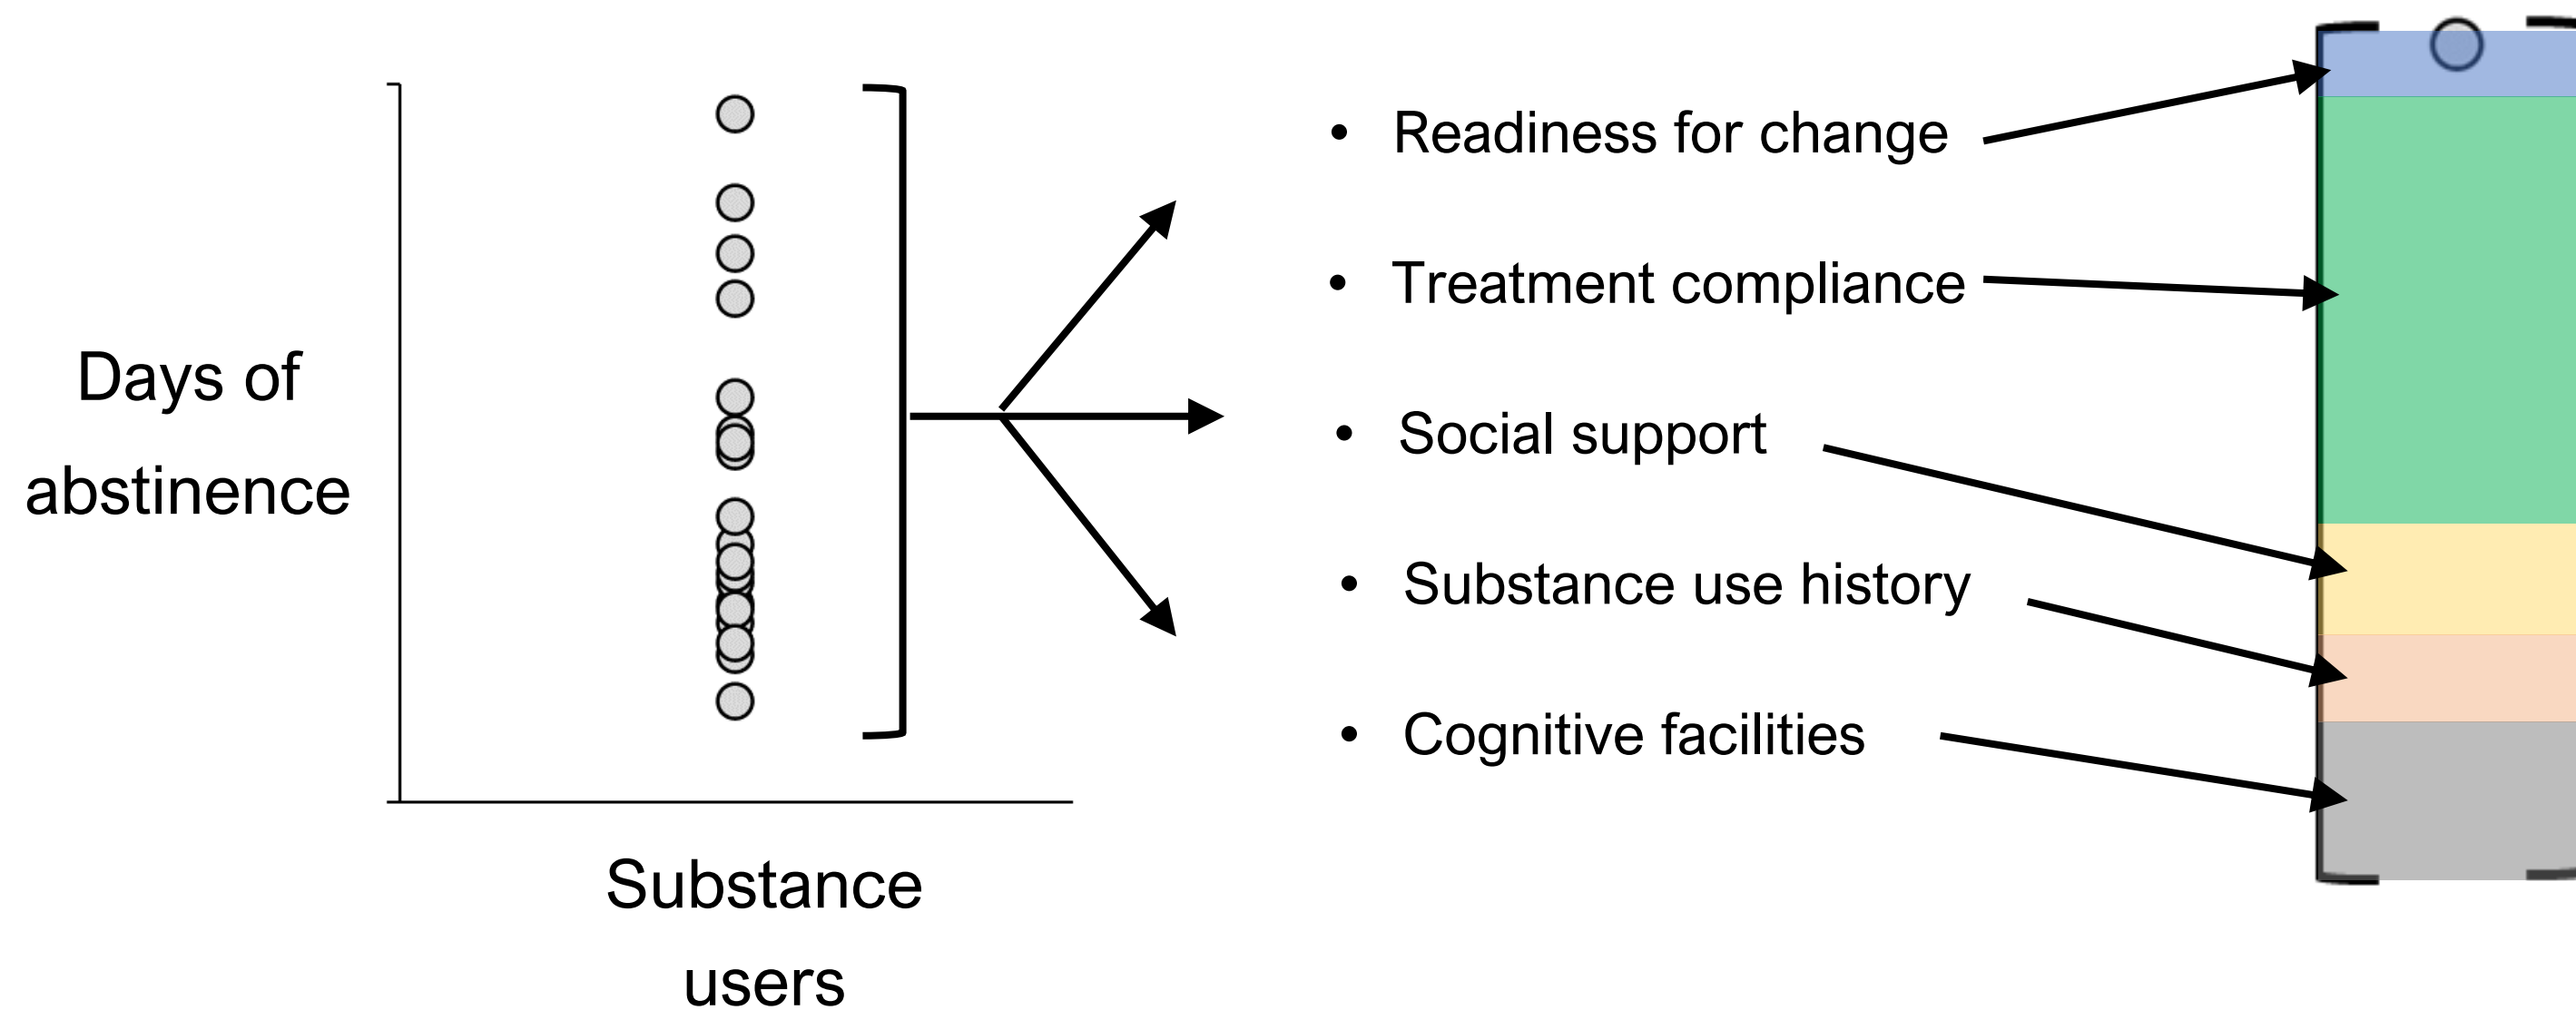 Days of
abstinence
Substance
users
• Readiness for change
• Treatment compliance
• Social support
• Substance use history
• Cognitive facilities